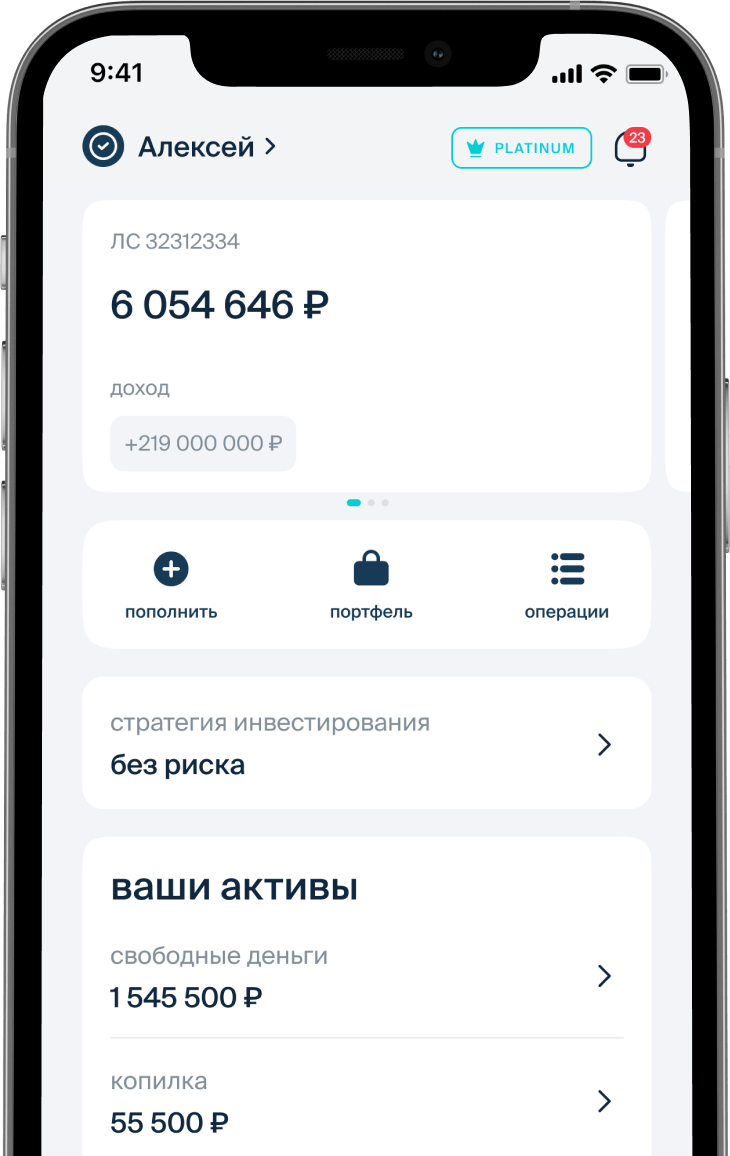 9:41
Алексей
PLATINUM
23
ЛС 32312334
6 054 646 ₽
доход
+219 000 000 ₽
пополнить
портфель
операции
стратегия инвестирования
без риска
ваши активы
свободные деньги
1 545 500 ₽
копилка
55 500 ₽